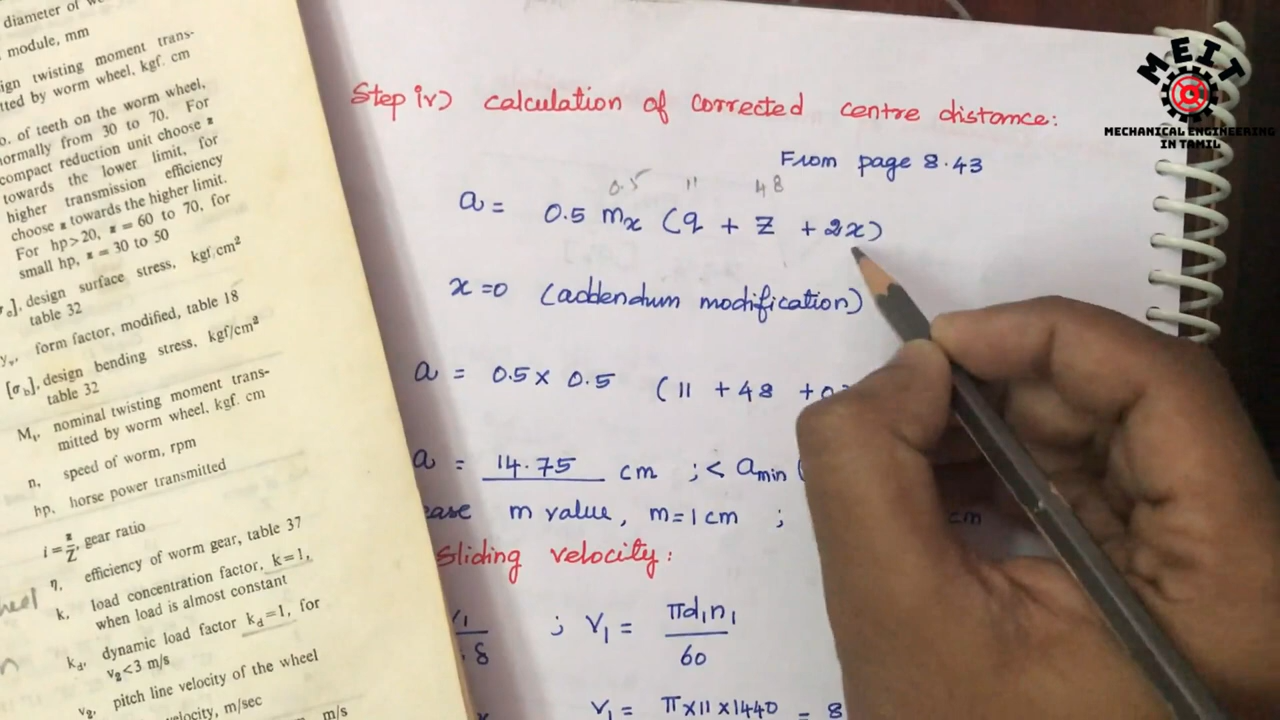 diameter of
module, mm
ign twisting moment trans-
tted by worm wheel, kgf. cm
o. of teeth on the worm wheel,
normally from 30 to 70. For
compact reduction unit choose z
towards the lower limit, for
higher transmission efficiency
choose z towards the higher limit.
For hp>20, z = 60 to 70, for
small hp, z = 30 to 50
design surface stress, kgf/cm²
table 32
form factor, modified, table 18
[σb], design bending stress, kgf/cm²
table 32
Mt, nominal twisting moment trans-
mitted by worm wheel, kgf. cm
n, speed of worm, rpm
hp, horse power transmitted
i = z/Z, gear ratio
η, efficiency of worm gear, table 37
k, load concentration factor, k=1,
when load is almost constant
kd, dynamic load factor kd=1, for
v2<3 m/s
v2, pitch line velocity of the wheel
velocity, m/sec
m/s
Step iv) calculation of corrected centre distance:
From page 8.43
0.5 11 48
a = 0.5 mx (q + z + 2x)
x = 0 (addendum modification)
a = 0.5 x 0.5 (11 + 48 +
a = 14.75 cm ; < amin (
ease m value, m = 1 cm ; cm
Sliding velocity:
; V1 = πd1n1/60
V1 = π x 11 x 1440 = 8
MEIT
MECHANICAL ENGINEERING
IN TAMIL